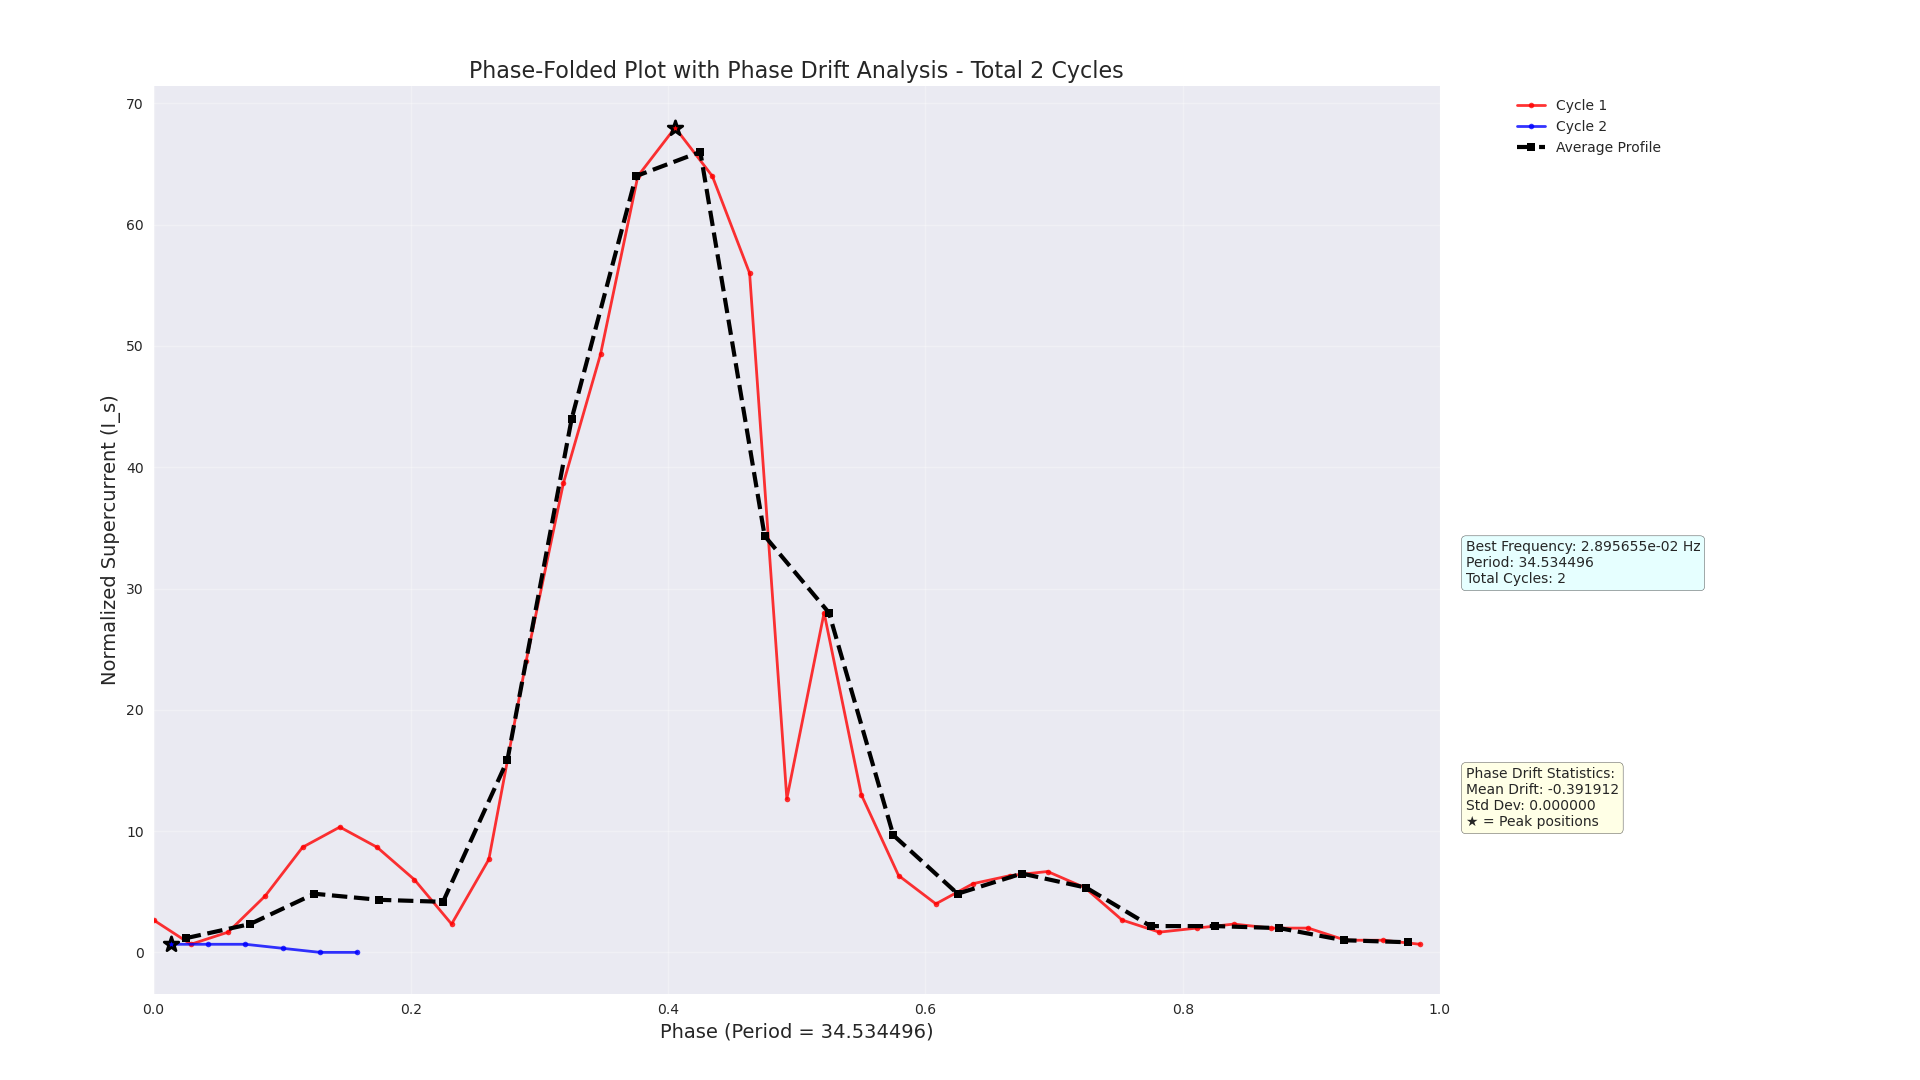 Phase-Folded Plot with Phase Drift Analysis - Total 2 Cycles
70
60
50
40
30
20
10
0
Normalized Supercurrent (I_s)
0.0
0.2
0.4
0.6
0.8
1.0
Phase (Period = 34.534496)
Cycle 1
Cycle 2
Average Profile
Best Frequency: 2.895655e-02 Hz
Period: 34.534496
Total Cycles: 2
Phase Drift Statistics:
Mean Drift: -0.391912
Std Dev: 0.000000
★ = Peak positions